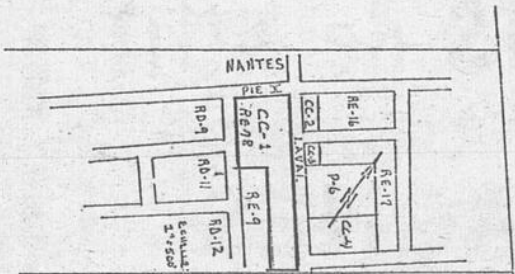 NANTES
PIE X
RD-9
CC-1
RE-78
LAVAL
CC-2
RE-16
CC-3
RD-11
RE-9
P-6
RE-17
CC-4
RD-12
ECHELLE:
1"=500'